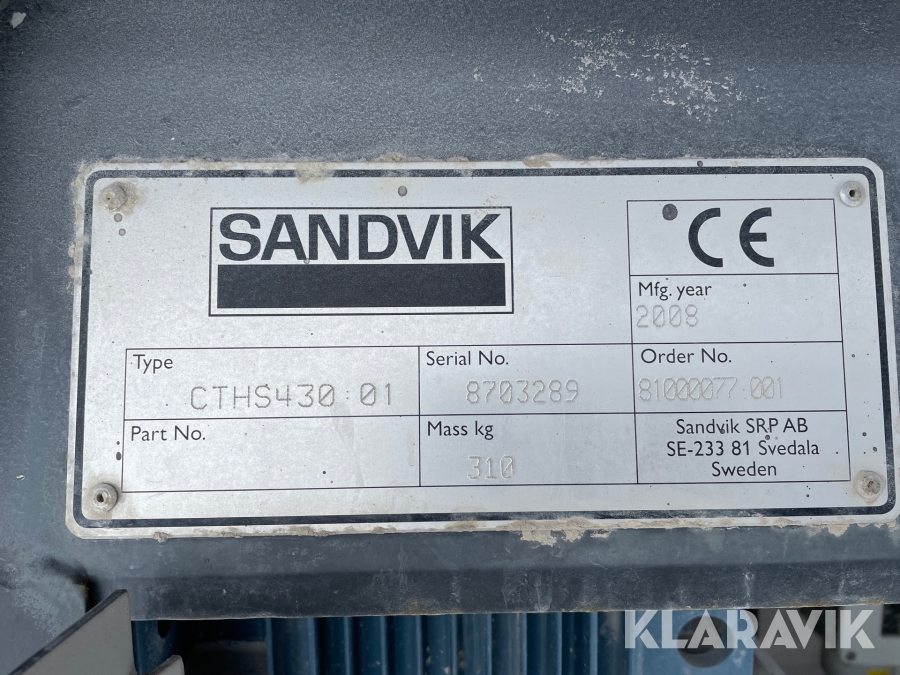 SANDVIK
CE
Mfg. year
2008
Type
CTHS430:01
Serial No.
8703289
Order No.
81000077.001
Part No.
Mass kg
310
Sandvik SRP AB
SE-233 81 Svedala
Sweden
KLARAVIK